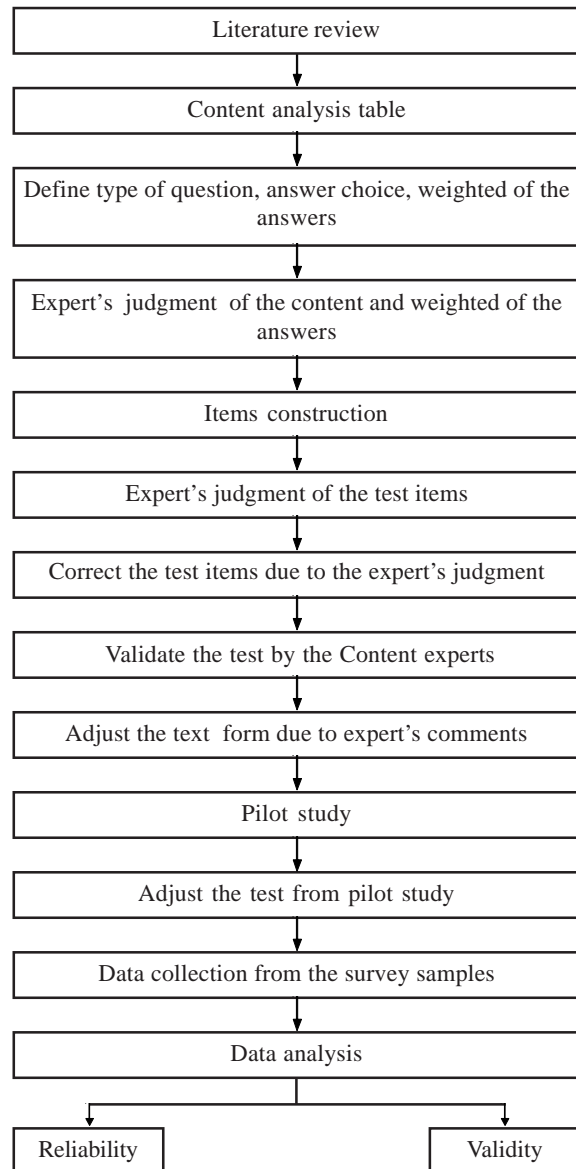 Literature review
Content analysis table
Define type of question, answer choice, weighted of the
answers
Expert’s judgment of the content and weighted of the
answers
Items construction
Expert’s judgment of the test items
Correct the test items due to the expert’s judgment
Validate the test by the Content experts
Adjust the text form due to expert’s comments
Pilot study
Adjust the test from pilot study
Data collection from the survey samples
Data analysis
Reliability
Validity